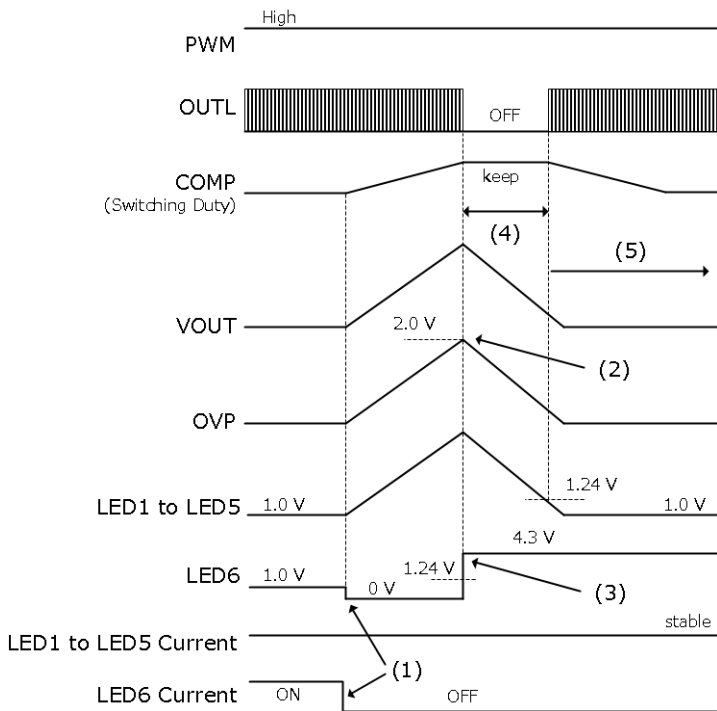 High
PWM
OUTL
OFF
COMP
(Switching Duty)
keep
(4)
(5)
VOUT
2.0 V
(2)
OVP
1.24 V
LED1 to LED5
1.0 V
1.0 V
4.3 V
LED6
1.0 V
0 V
1.24 V
(3)
stable
LED1 to LED5 Current
(1)
LED6 Current
ON
OFF